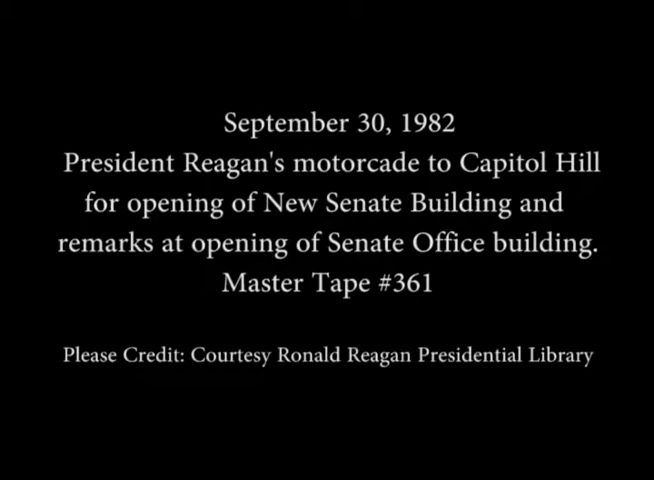 September 30, 1982
President Reagan's motorcade to Capitol Hill
for opening of New Senate Building and
remarks at opening of Senate Office building.
Master Tape #361
Please Credit: Courtesy Ronald Reagan Presidential Library